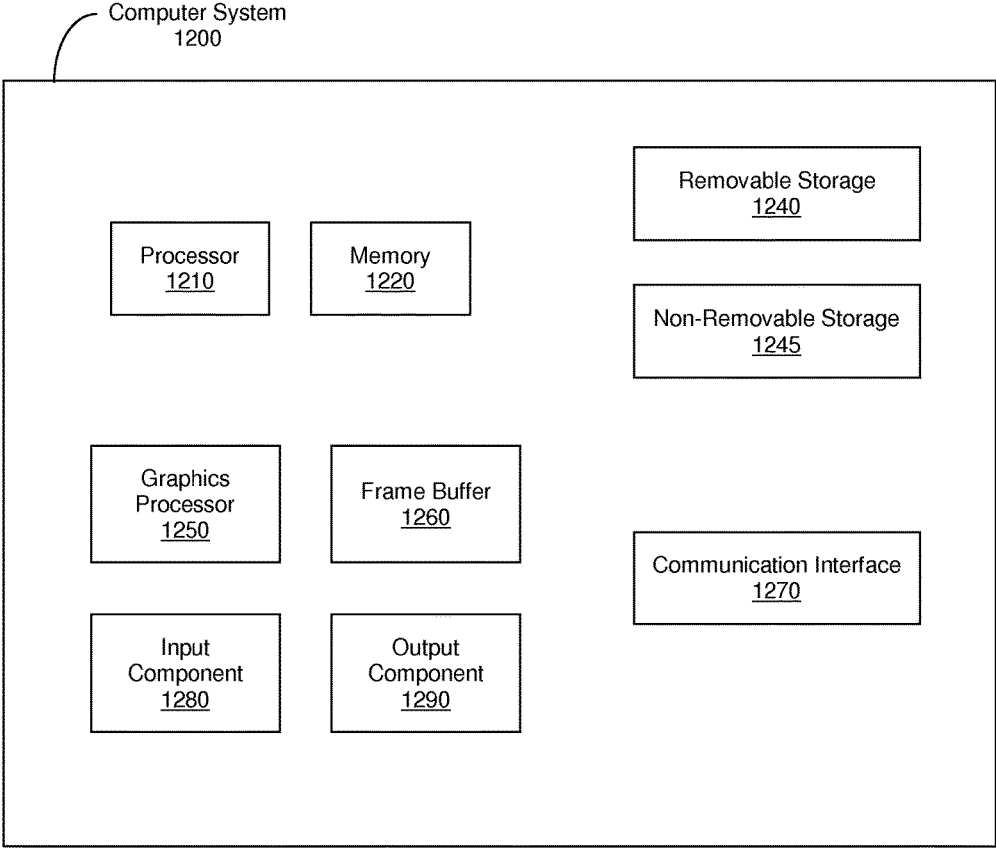 Computer System
1200
Removable Storage
1240
Processor
1210
Memory
1220
Non-Removable Storage
1245
Graphics
Processor
1250
Frame Buffer
1260
Communication Interface
1270
Input
Component
1280
Output
Component
1290